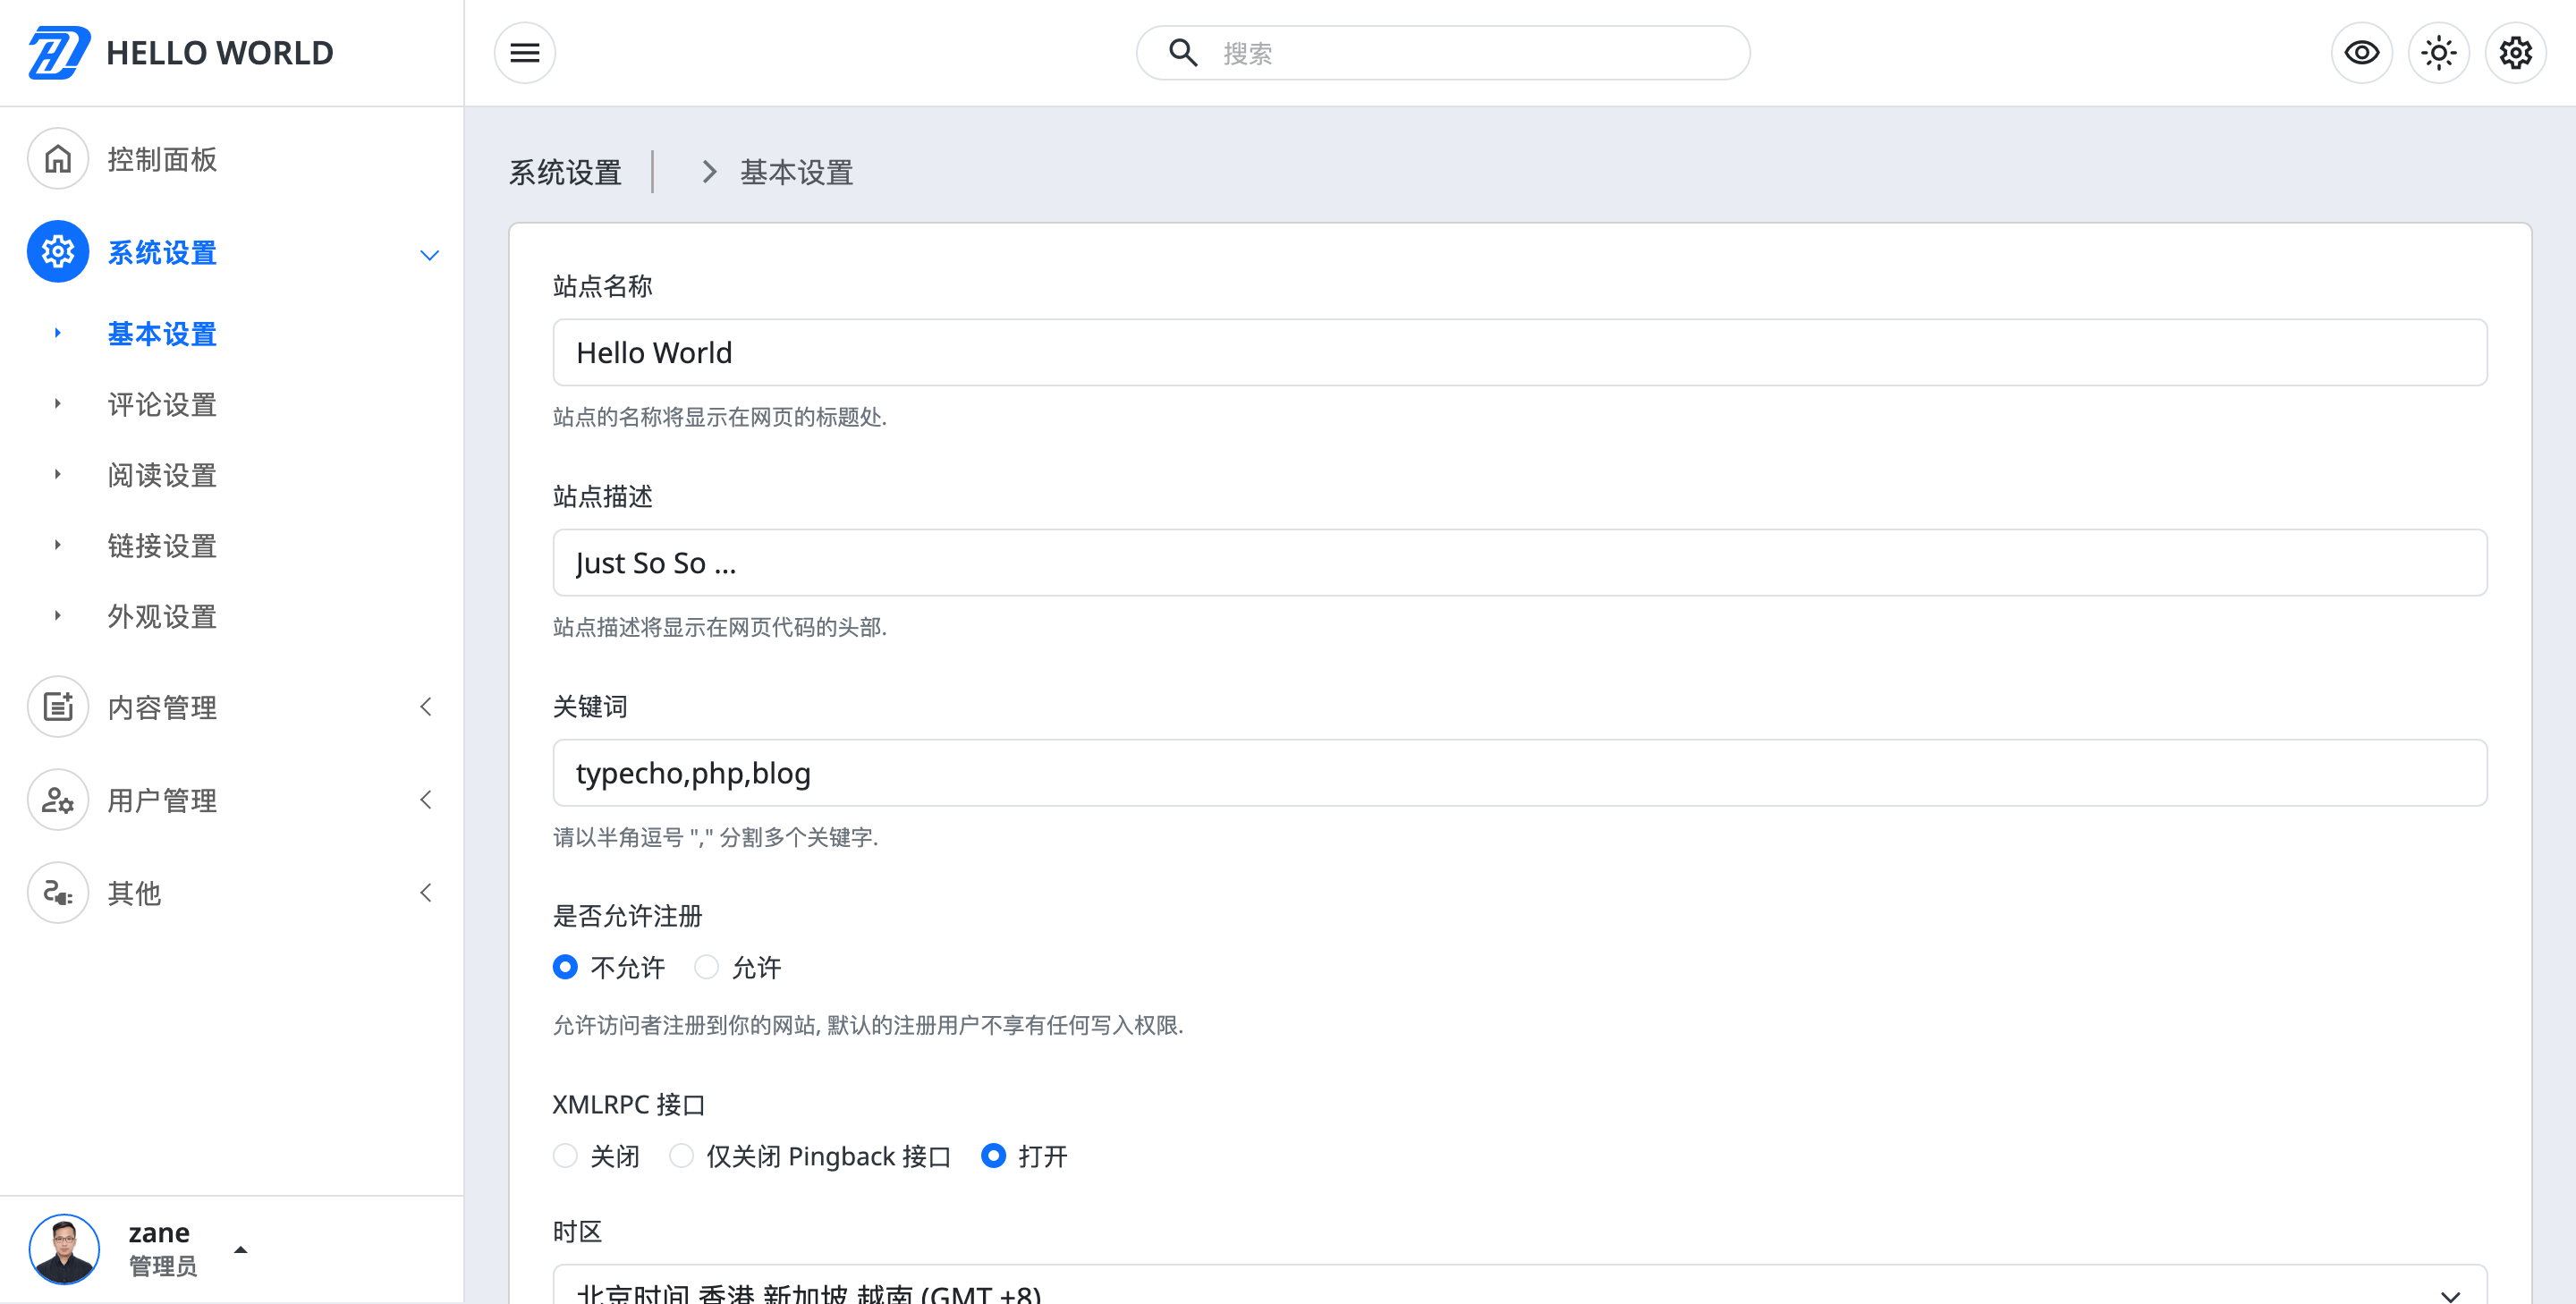 HELLO WORLD
搜索
控制面板
系统设置
基本设置
评论设置
阅读设置
链接设置
外观设置
内容管理
用户管理
其他
zane
管理员
系统设置
基本设置
站点名称
Hello World
站点的名称将显示在网页的标题处.
站点描述
Just So So ...
站点描述将显示在网页代码的头部.
关键词
typecho,php,blog
请以半角逗号 "," 分割多个关键字.
是否允许注册
不允许 允许
允许访问者注册到你的网站, 默认的注册用户不享有任何写入权限.
XMLRPC 接口
关闭 仅关闭 Pingback 接口 打开
时区
北京时间 香港 新加坡 越南 (GMT +8)